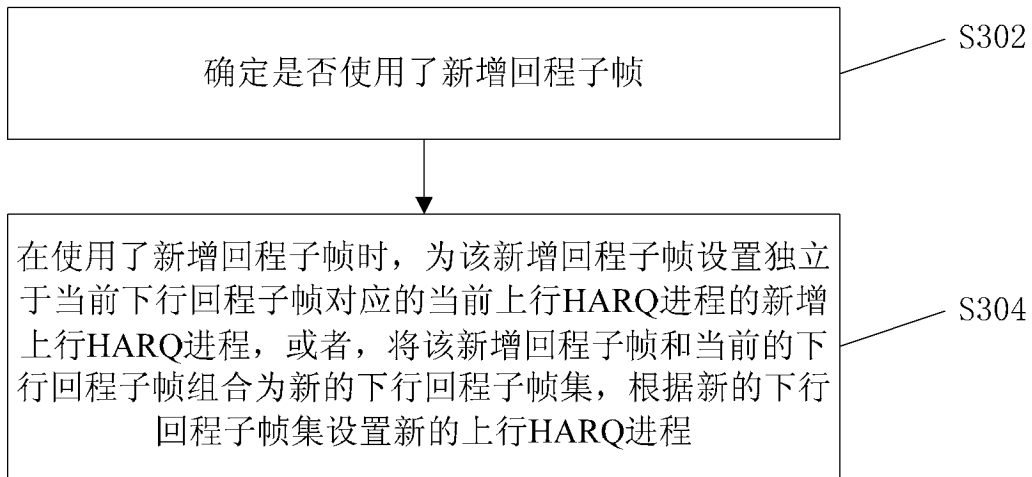 确定是否使用了新增回程子帧
S302
在使用了新增回程子帧时，为该新增回程子帧设置独立
于当前下行回程子帧对应的当前上行HARQ进程的新增
上行HARQ进程，或者，将该新增回程子帧和当前的下
行回程子帧组合为新的下行回程子帧集，根据新的下行
回程子帧集设置新的上行HARQ进程
S304